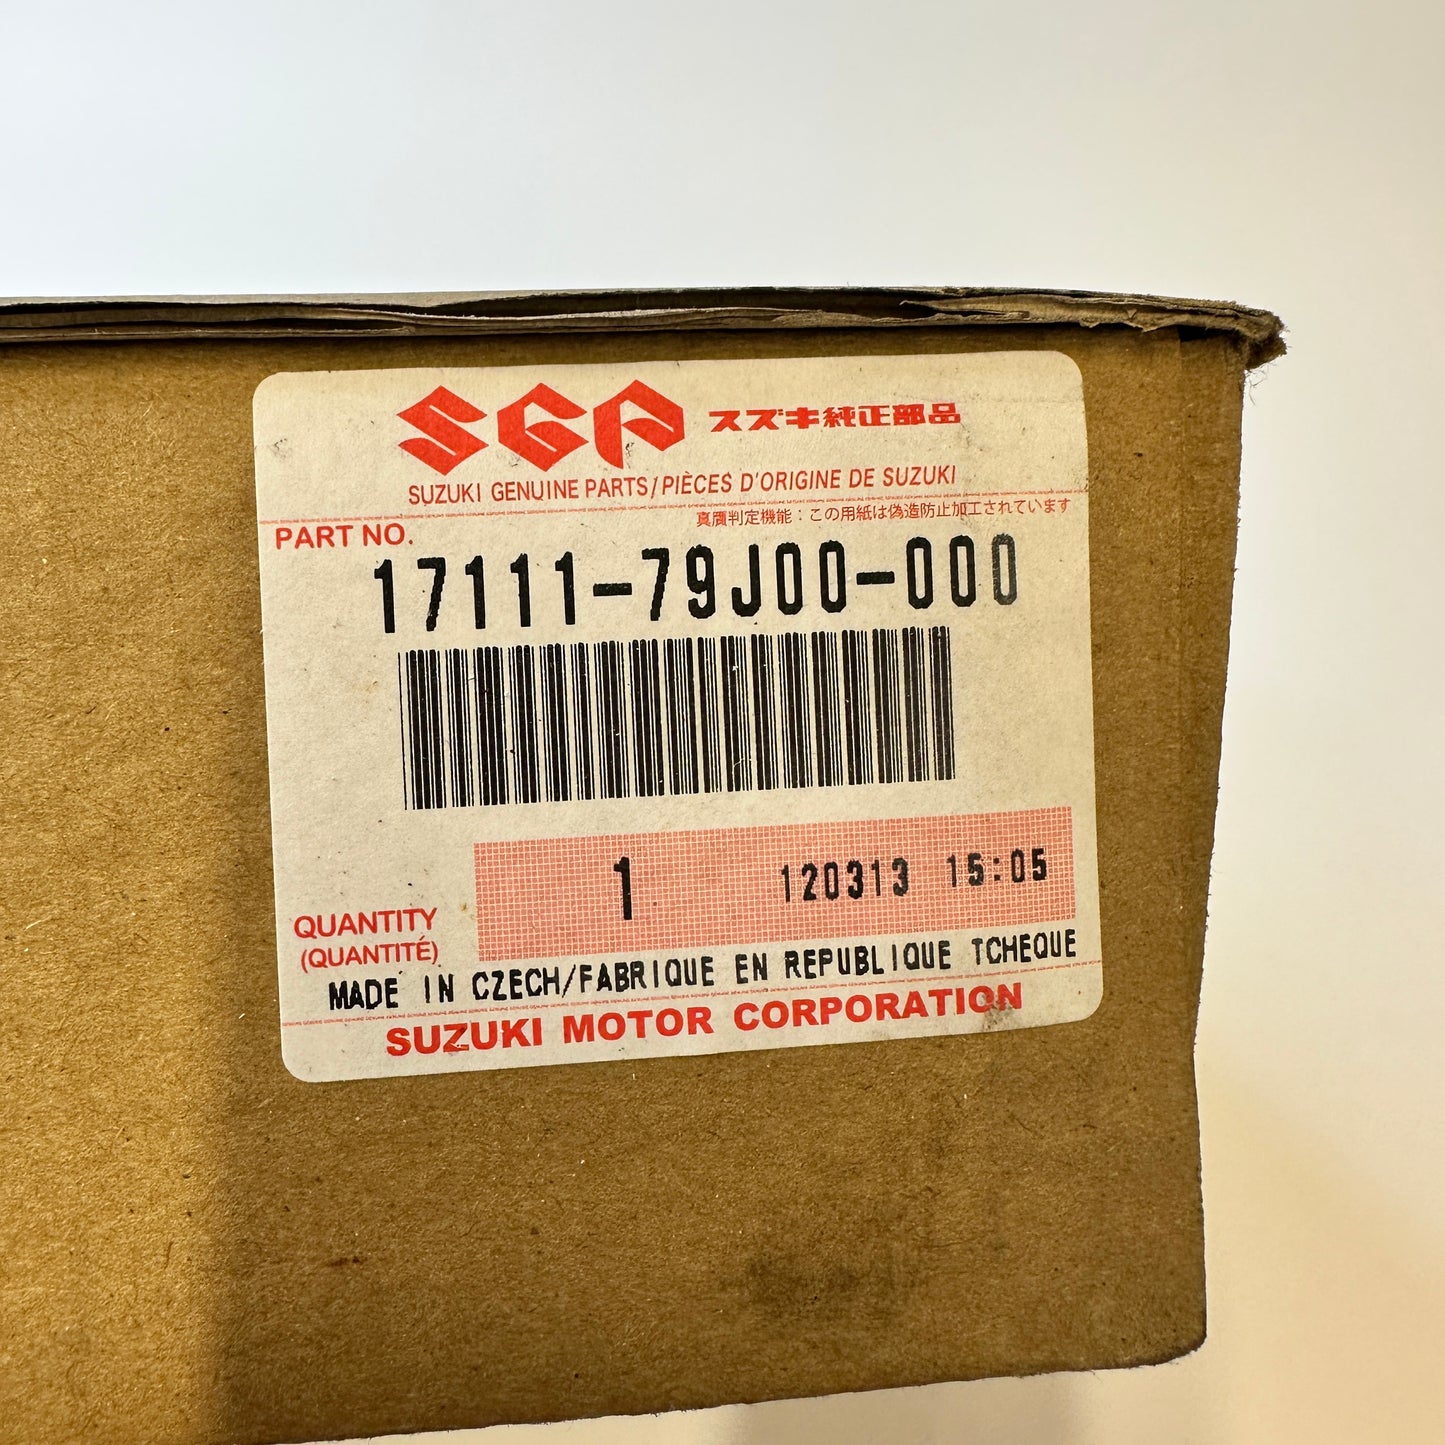 SGP スズキ純正部品
SUZUKI GENUINE PARTS/PIÈCES D'ORIGINE DE SUZUKI
真贋判定機能：この用紙は偽造防止加工されています
PART NO.
17111-79J00-000
1 120313 15:05
QUANTITY
(QUANTITÉ)
MADE IN CZECH/FABRIQUE EN REPUBLIQUE TCHEQUE
SUZUKI MOTOR CORPORATION